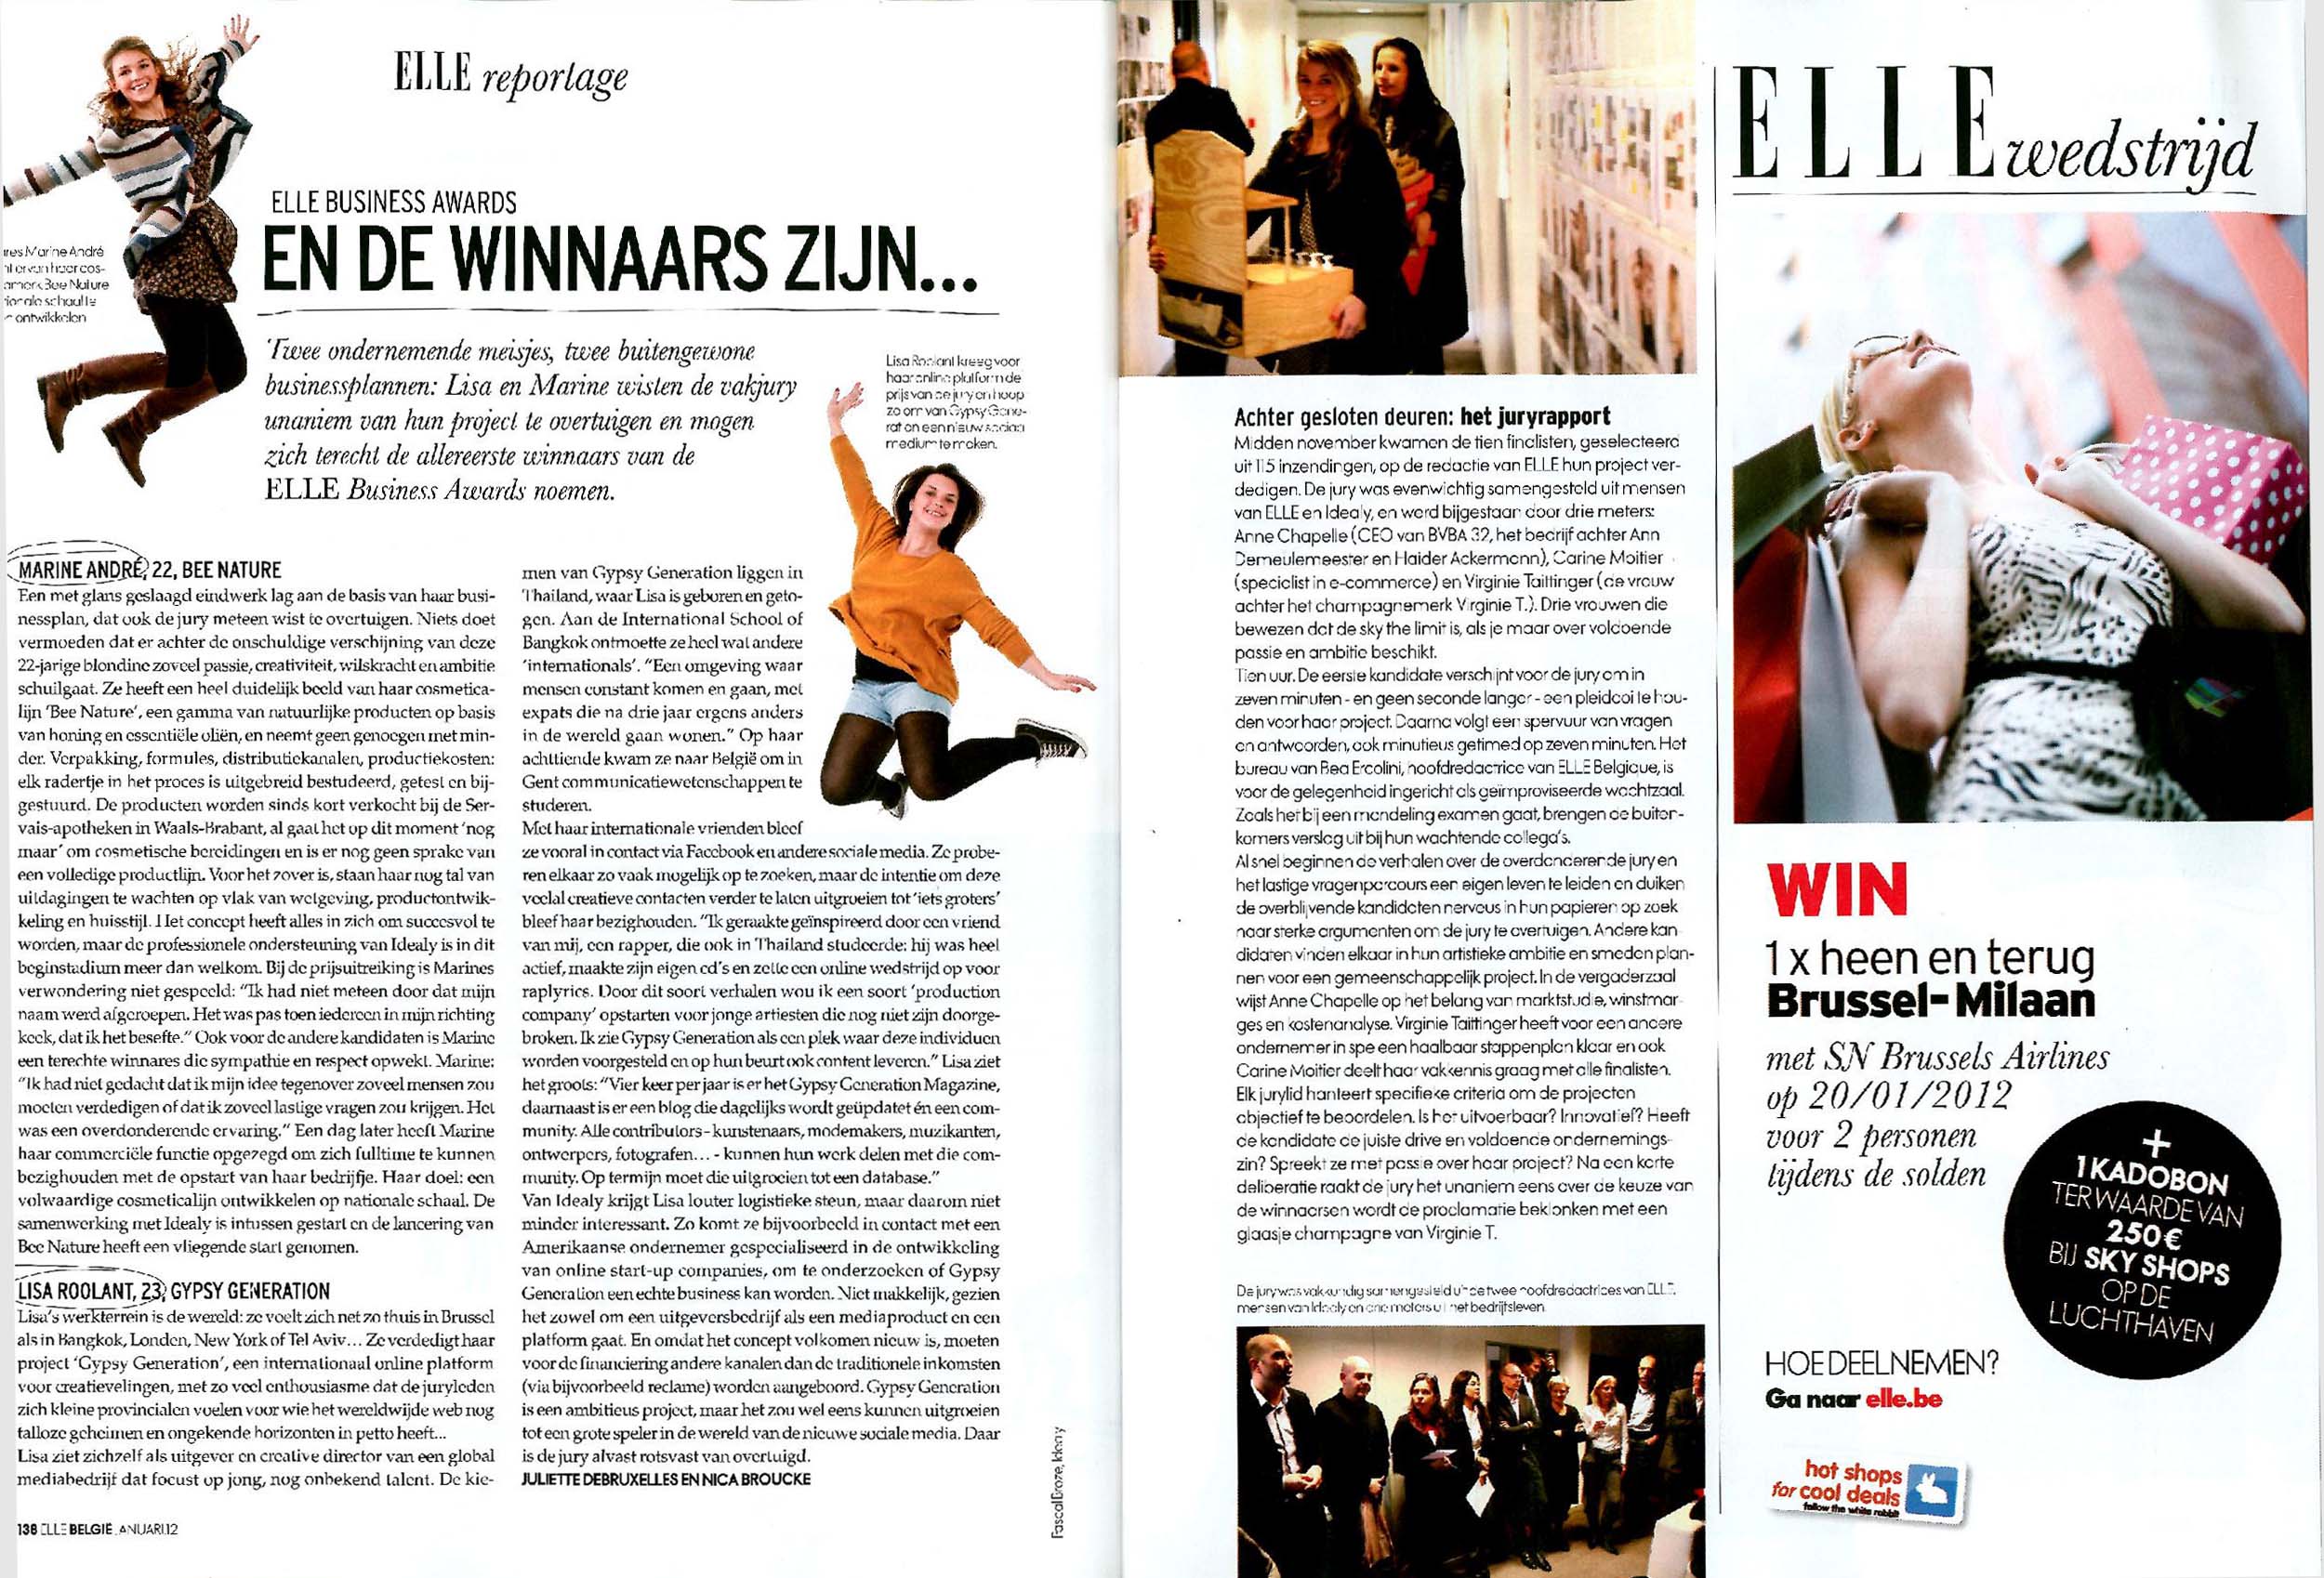 ELLE reportage
ELLE BUSINESS AWARDS
EN DE WINNAARS ZIJN...
Twee ondernemende meisjes, twee buitengewone
businessplannen: Lisa en Marine wisten de vakjury
unaniem van hun project te overtuigen en mogen
zich terecht de allereerste winnaars van de
ELLE Business Awards noemen.
Marine André
Bee Nature
ontwikkelen
Lisa Roolant kreeg voor
haar online platform de
prijs van de jury en hoopt
zo om van Gypsy Gene-
ration een nieuw sociaal
medium te maken.
MARINE ANDRÉ, 22, BEE NATURE
Een met glans geslaagd eindwerk lag aan de basis van haar busi-
nessplan, dat ook de jury meteen wist te overtuigen. Niets doet
vermoeden dat er achter de onschuldige verschijning van deze
22-jarige blondine zoveel passie, creativiteit, wilskracht en ambitie
schuilgaat. Ze heeft een heel duidelijk beeld van haar cosmetica-
lijn 'Bee Nature', een gamma van natuurlijke producten op basis
van honing en essentiële oliën, en neemt geen genoegen met min-
der. Verpakking, formules, distributiekanalen, productiekosten:
elk radertje in het proces is uitgebreid bestudeerd, getest en bij-
gestuurd. De producten worden sinds kort verkocht bij de Ser-
vais-apotheken in Waals-Brabant, al gaat het op dit moment 'nog
maar' om cosmetische bereidingen en is er nog geen sprake van
een volledige productlijn. Voor het zover is, staan haar nog tal van
uitdagingen te wachten op vlak van wetgeving, productontwik-
keling en huisstijl. Het concept heeft alles in zich om succesvol te
worden, maar de professionele ondersteuning van Idealy is in dit
beginstadium meer dan welkom. Bij de prijsuitreiking is Marines
verwondering niet gespeeld: "Ik had niet meteen door dat mijn
naam werd afgeroepen. Het was pas toen iedereen in mijn richting
keek, dat ik het besefte." Ook voor de andere kandidaten is Marine
een terechte winnares die sympathie en respect opwekt. Marine:
"Ik had niet gedacht dat ik mijn idee tegenover zoveel mensen zou
moeten verdedigen of dat ik zoveel lastige vragen zou krijgen. Het
was een overdonderende ervaring." Een dag later heeft Marine
haar commerciële functie opgezegd om zich fulltime te kunnen
bezighouden met de opstart van haar bedrijfje. Haar doel: een
volwaardige cosmeticalijn ontwikkelen op nationale schaal. De
samenwerking met Idealy is intussen gestart en de lancering van
Bee Nature heeft een vliegende start genomen.
LISA ROOLANT, 23, GYPSY GENERATION
Lisa's werkterrein is de wereld: ze voelt zich net zo thuis in Brussel
als in Bangkok, Londen, New York of Tel Aviv... Ze verdedigt haar
project 'Gypsy Generation', een internationaal online platform
voor creatievelingen, met zo veel enthousiasme dat de juryleden
zich kleine provincialen voelen voor wie het wereldwijde web nog
talloze geheimen en ongekende horizonten in petto heeft...
Lisa ziet zichzelf als uitgever en creative director van een global
mediabedrijf dat focust op jong, nog onbekend talent. De kie-
men van Gypsy Generation liggen in
Thailand, waar Lisa is geboren en geto-
gen. Aan de International School of
Bangkok ontmoette ze heel wat andere
'internationals'. "Een omgeving waar
mensen constant komen en gaan, met
expats die na drie jaar ergens anders
in de wereld gaan wonen." Op haar
achttiende kwam ze naar België om in
Gent communicatiewetenschappen te
studeren.
Met haar internationale vrienden bleef
ze vooral in contact via Facebook en andere sociale media. Ze probe-
ren elkaar zo vaak mogelijk op te zoeken, maar de intentie om deze
veelal creatieve contacten verder te laten uitgroeien tot 'iets groters'
bleef haar bezighouden. "Ik geraakte geïnspireerd door een vriend
van mij, een rapper, die ook in Thailand studeerde: hij was heel
actief, maakte zijn eigen cd's en zette een online wedstrijd op voor
raplyrics. Door dit soort verhalen wou ik een soort 'production
company' opstarten voor jonge artiesten die nog niet zijn doorge-
broken. Ik zie Gypsy Generation als een plek waar deze individuen
worden voorgesteld en op hun beurt ook content leveren." Lisa ziet
het groots: "Vier keer per jaar is er het Gypsy Generation Magazine,
daarnaast is er een blog die dagelijks wordt geüpdatet én een com-
munity. Alle contributors - kunstenaars, modemakers, muzikanten,
ontwerpers, fotografen... - kunnen hun werk delen met die com-
munity. Op termijn moet die uitgroeien tot een database."
Van Idealy krijgt Lisa louter logistieke steun, maar daarom niet
minder interessant. Zo komt ze bijvoorbeeld in contact met een
Amerikaanse ondernemer gespecialiseerd in de ontwikkeling
van online start-up companies, om te onderzoeken of Gypsy
Generation een echte business kan worden. Niet makkelijk, gezien
het zowel om een uitgeversbedrijf als een mediaproduct en een
platform gaat. En omdat het concept volkomen nieuw is, moeten
voor de financiering andere kanalen dan de traditionele inkomsten
(via bijvoorbeeld reclame) worden aangeboord. Gypsy Generation
is een ambitieus project, maar het zou wel eens kunnen uitgroeien
tot een grote speler in de wereld van de nieuwe sociale media. Daar
is de jury alvast rotsvast van overtuigd.
JULIETTE DEBRUXELLES EN NICA BROUCKE
138 ELLE BELGIË JANUARI 12
Achter gesloten deuren: het juryrapport
Midden november kwamen de tien finalisten, geselecteerd
uit 115 inzendingen, op de redactie van ELLE hun project ver-
dedigen. De jury was evenwichtig samengesteld uit mensen
van ELLE en Idealy, en werd bijgestaan door drie meters:
Anne Chapelle (CEO van BVBA 32, het bedrijf achter Ann
Demeulemeester en Haider Ackermann), Carine Moitier
(specialist in e-commerce) en Virginie Taittinger (de vrouw
achter het champagnemerk Virginie T.). Drie vrouwen die
bewezen dat de sky the limit is, als je maar over voldoende
passie en ambitie beschikt.
Tien uur. De eerste kandidate verschijnt voor de jury om in
zeven minuten - en geen seconde langer - een pleidooi te hou-
den voor haar project. Daarna volgt een spervuur van vragen
en antwoorden, ook minutieus getimed op zeven minuten. Het
bureau van Bea Ercolini, hoofdredactrice van ELLE Belgique, is
voor de gelegenheid ingericht als geïmproviseerde wachtzaal.
Zoals het bij een mondeling examen gaat, brengen de buiten-
komers verslag uit bij hun wachtende collega's.
Al snel beginnen de verhalen over de overdonderende jury en
het lastige vragenparcours een eigen leven te leiden en duiken
de overblijvende kandidaten nerveus in hun papieren op zoek
naar sterke argumenten om de jury te overtuigen. Andere kan
didaten vinden elkaar in hun artistieke ambitie en smeden plan-
nen voor een gemeenschappelijk project. In de vergaderzaal
wijst Anne Chapelle op het belang van marktstudie, winstmar-
ges en kostenanalyse. Virginie Taittinger heeft voor een andere
ondernemer in spe een haalbaar stappenplan klaar en ook
Carine Moitier deelt haar vakkennis graag met alle finalisten.
Elk jurylid hanteert specifieke criteria om de projecten
objectief te beoordelen. Is het uitvoerbaar? Innovatief? Heeft
de kandidate de juiste drive en voldoende ondernemings-
zin? Spreekt ze met passie over haar project? Na een korte
deliberatie raakt de jury het unaniem eens over de keuze van
de winnaars en wordt de proclamatie beklonken met een
glaasje champagne van Virginie T.
De jury was vakkundig samengesteld uit de twee hoofdredactrices van ELLE,
mensen van Idealy en drie meters uit het bedrijfsleven.
ELLE wedstrijd
WIN
1 x heen en terug
Brussel-Milaan
met SN Brussels Airlines
op 20/01/2012
voor 2 personen
tijdens de solden
+
1 KADOBON
TER WAARDE VAN
250€
BIJ SKY SHOPS
OP DE
LUCHTHAVEN
HOE DEELNEMEN?
Ga naar elle.be
hot shops
for cool deals
follow the white rabbit